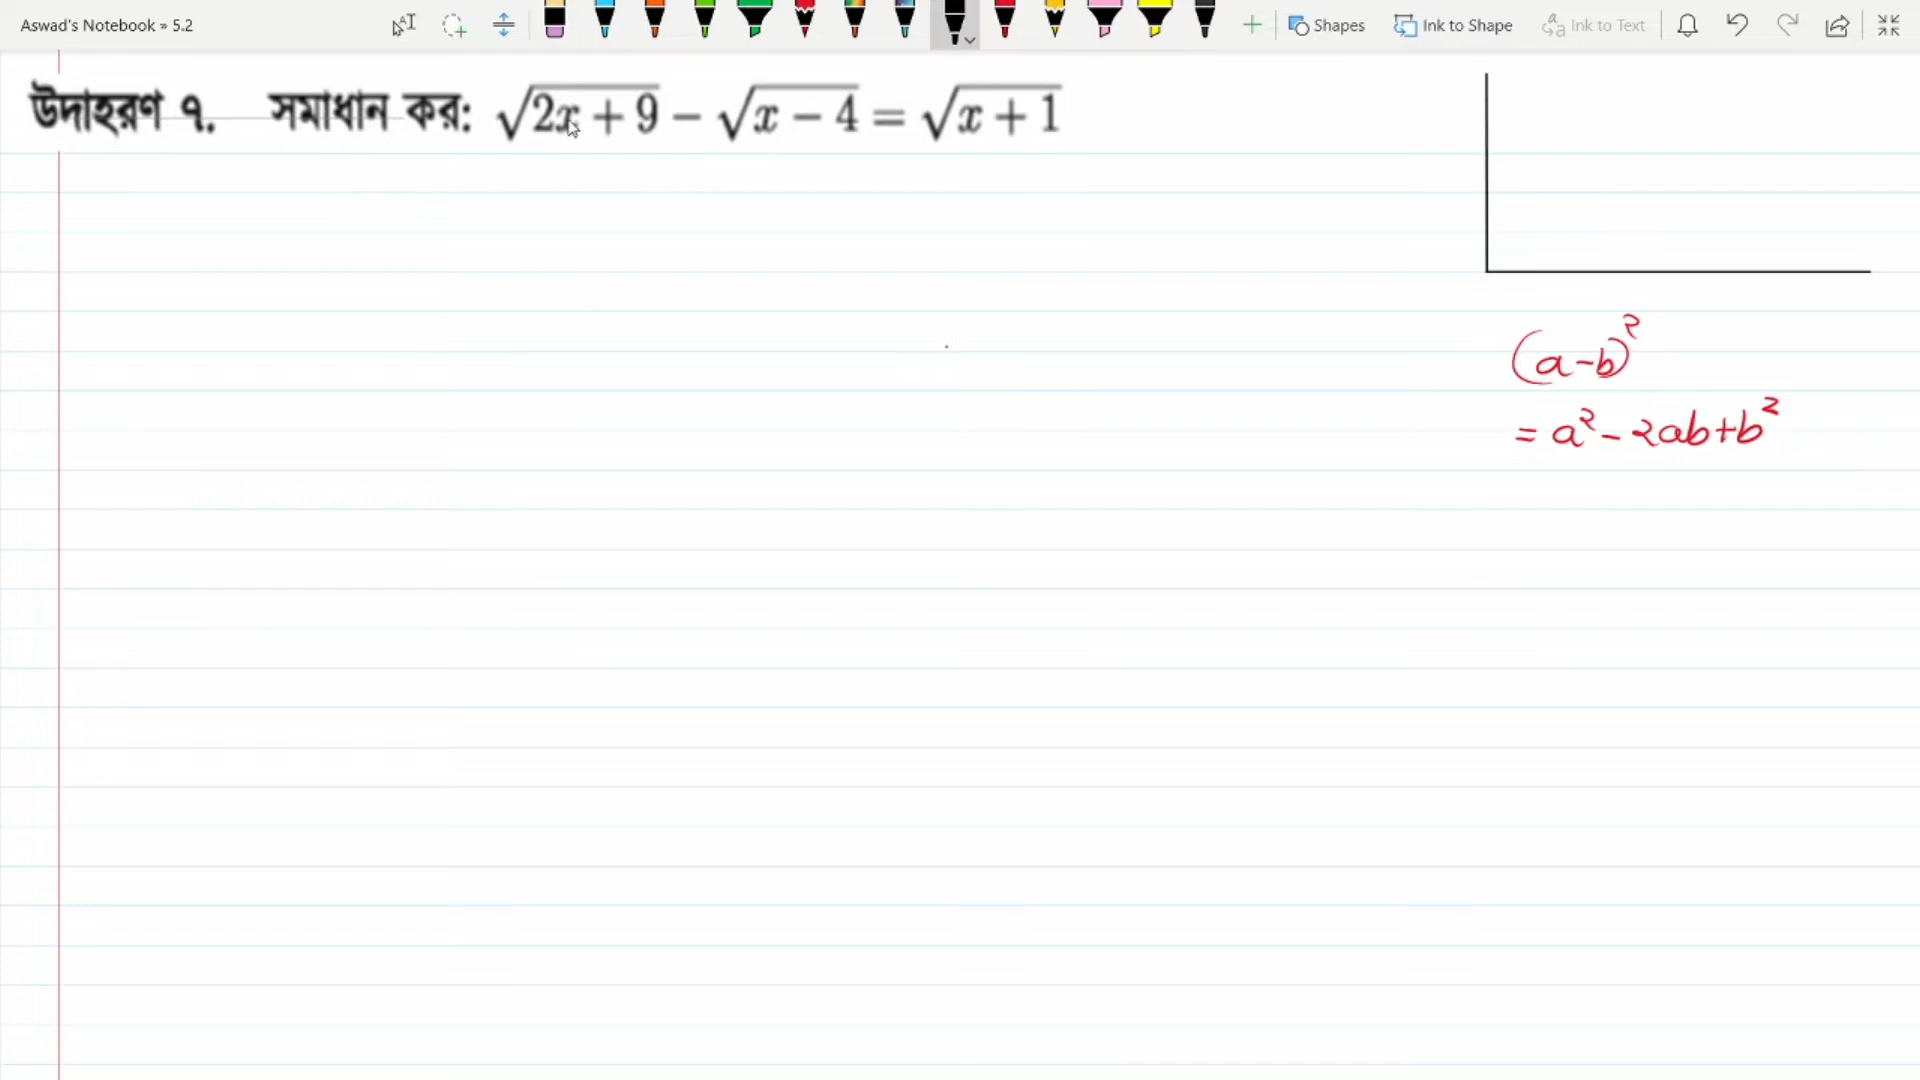 Aswad's Notebook » 5.2
Shapes
Ink to Shape
Ink to Text
উদাহরণ ৭. সমাধান কর: √(2x + 9) − √(x − 4) = √(x + 1)
(a-b)²
= a² - 2ab+b²